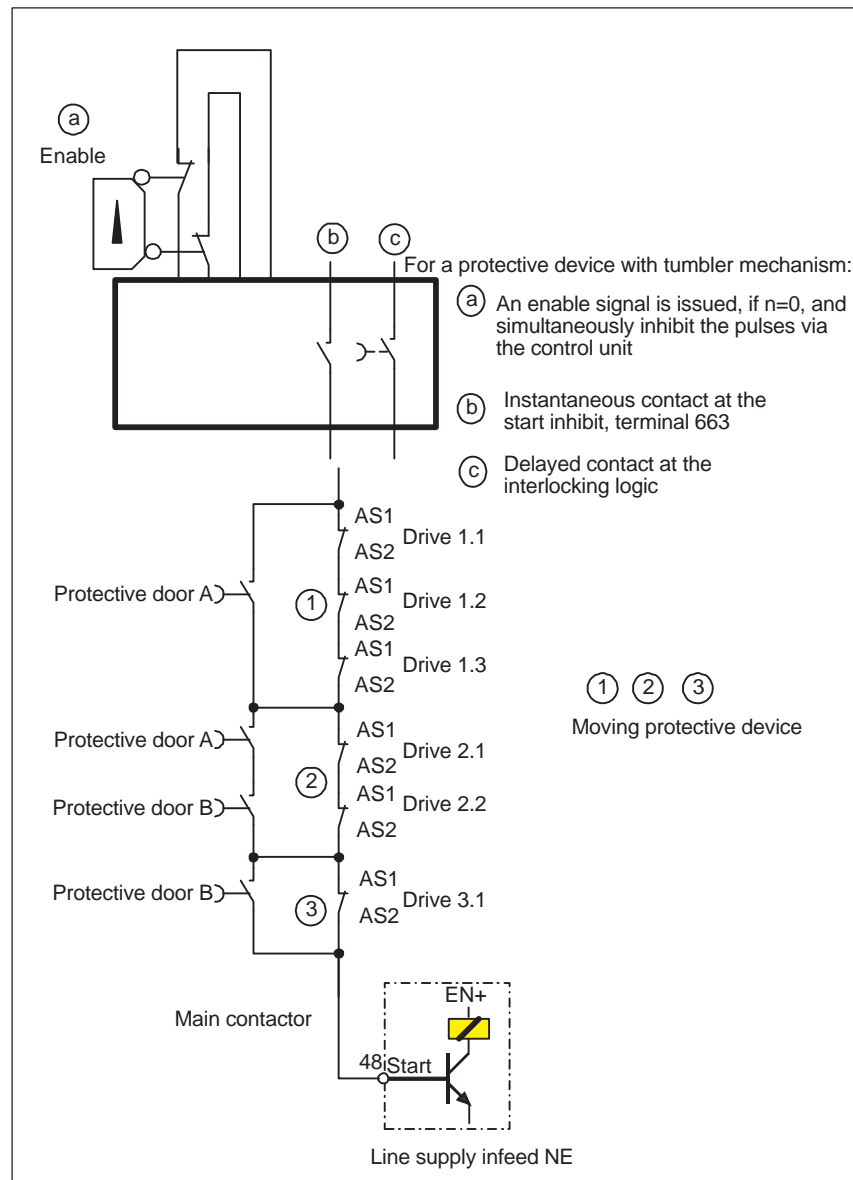 a
Enable
b
c
For a protective device with tumbler mechanism:
a
An enable signal is issued, if n=0, and
simultaneously inhibit the pulses via
the control unit
b
Instantaneous contact at the
start inhibit, terminal 663
c
Delayed contact at the
interlocking logic
AS1
AS2
Drive 1.1
Protective door A
1
AS1
AS2
Drive 1.2
AS1
AS2
Drive 1.3
1 2 3
Moving protective device
Protective door A
AS1
AS2
Drive 2.1
2
Protective door B
AS1
AS2
Drive 2.2
Protective door B
3
AS1
AS2
Drive 3.1
EN+
Main contactor
48
Start
Line supply infeed NE